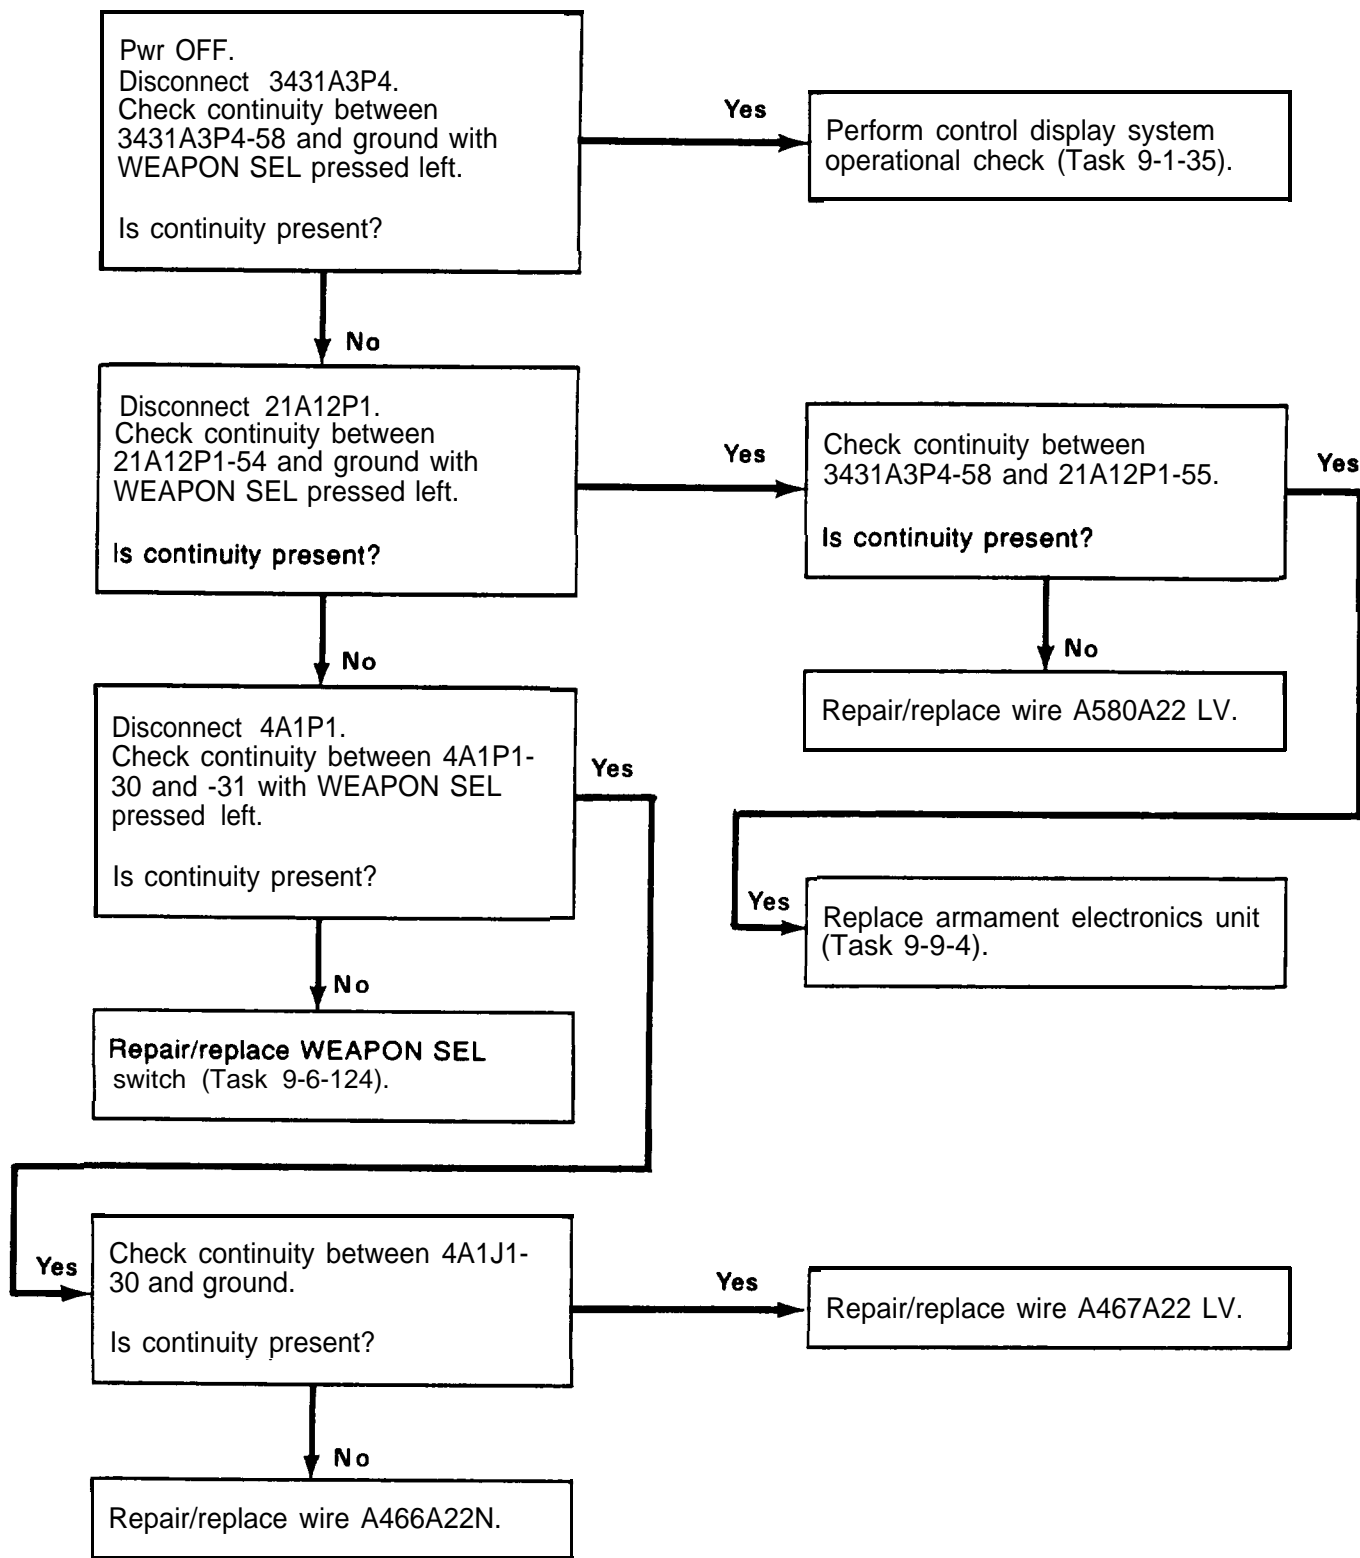 Pwr OFF.
Disconnect 3431A3P4.
Check continuity between
3431A3P4-58 and ground with
WEAPON SEL pressed left.
Is continuity present?
Yes
Perform control display system
operational check (Task 9-1-35).
No
Disconnect 21A12P1.
Check continuity between
21A12P1-54 and ground with
WEAPON SEL pressed left.
Is continuity present?
Yes
Check continuity between
3431A3P4-58 and 21A12P1-55.
Is continuity present?
Yes
No
No
Repair/replace wire A580A22 LV.
Disconnect 4A1P1.
Check continuity between 4A1P1-
30 and -31 with WEAPON SEL
pressed left.
Is continuity present?
Yes
Yes
Replace armament electronics unit
(Task 9-9-4).
No
Repair/replace WEAPON SEL
switch (Task 9-6-124).
Yes
Check continuity between 4A1J1-
30 and ground.
Is continuity present?
Yes
Repair/replace wire A467A22 LV.
No
Repair/replace wire A466A22N.